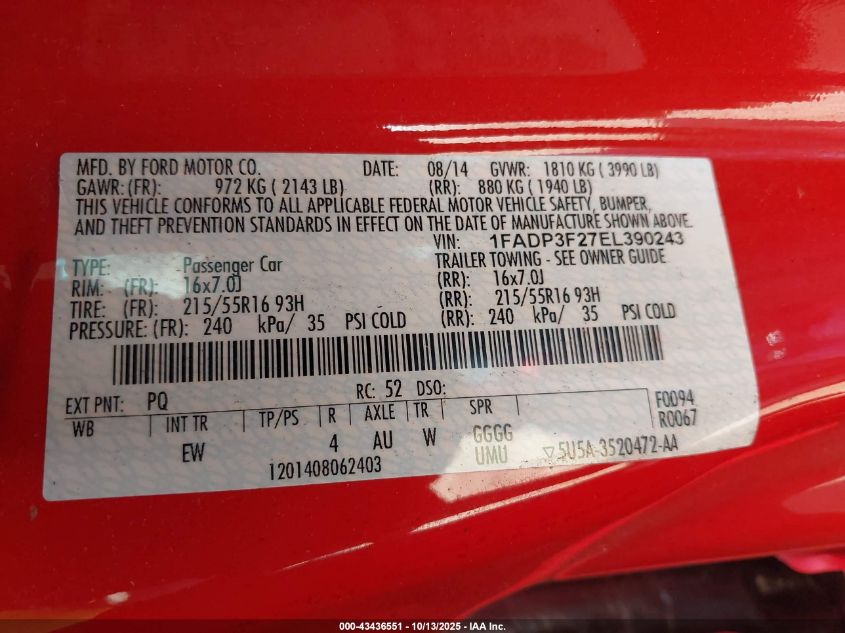 MFD. BY FORD MOTOR CO. DATE: 08/14 GVWR: 1810 KG ( 3990 LB)
GAWR: (FR): 972 KG ( 2143 LB) (RR): 880 KG ( 1940 LB)
THIS VEHICLE CONFORMS TO ALL APPLICABLE FEDERAL MOTOR VEHICLE SAFETY, BUMPER,
AND THEFT PREVENTION STANDARDS IN EFFECT ON THE DATE OF MANUFACTURE SHOWN ABOVE.
VIN: 1FADP3F27EL390243
TYPE: Passenger Car TRAILER TOWING - SEE OWNER GUIDE
RIM: (FR): 16x7.0J (RR): 16x7.0J
TIRE: (FR): 215/55R16 93H (RR): 215/55R16 93H
PRESSURE: (FR): 240 kPa/ 35 PSI COLD (RR): 240 kPa/ 35 PSI COLD
EXT PNT: PQ RC: 52 DSO: F0094
WB INT TR TP/PS R AXLE TR SPR R0067
EW 4 AU W GGGG
UMU ▽5U5A-3520472-AA
1201408062403
000-43436551 | 10/13/2025 | IAA Inc.